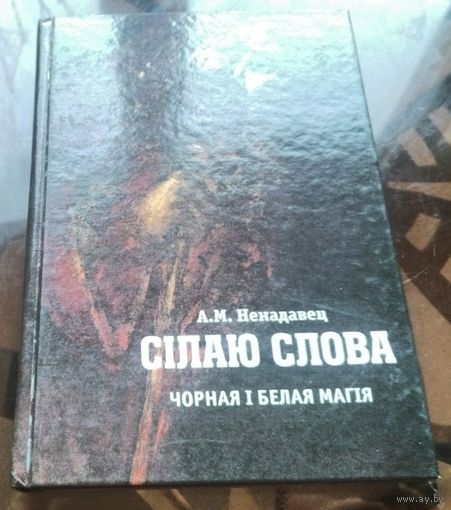 А.М. Ненадавец
СІЛАЮ СЛОВА
ЧОРНАЯ І БЕЛАЯ МАГІЯ
www.ay.by